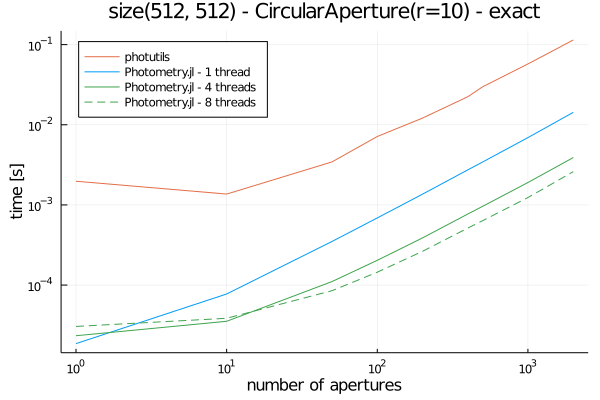 size(512, 512) - CircularAperture(r=10) - exact
photutils
Photometry.jl - 1 thread
Photometry.jl - 4 threads
Photometry.jl - 8 threads
time [s]
10⁻¹
10⁻²
10⁻³
10⁻⁴
10⁰ 10¹ 10² 10³
number of apertures